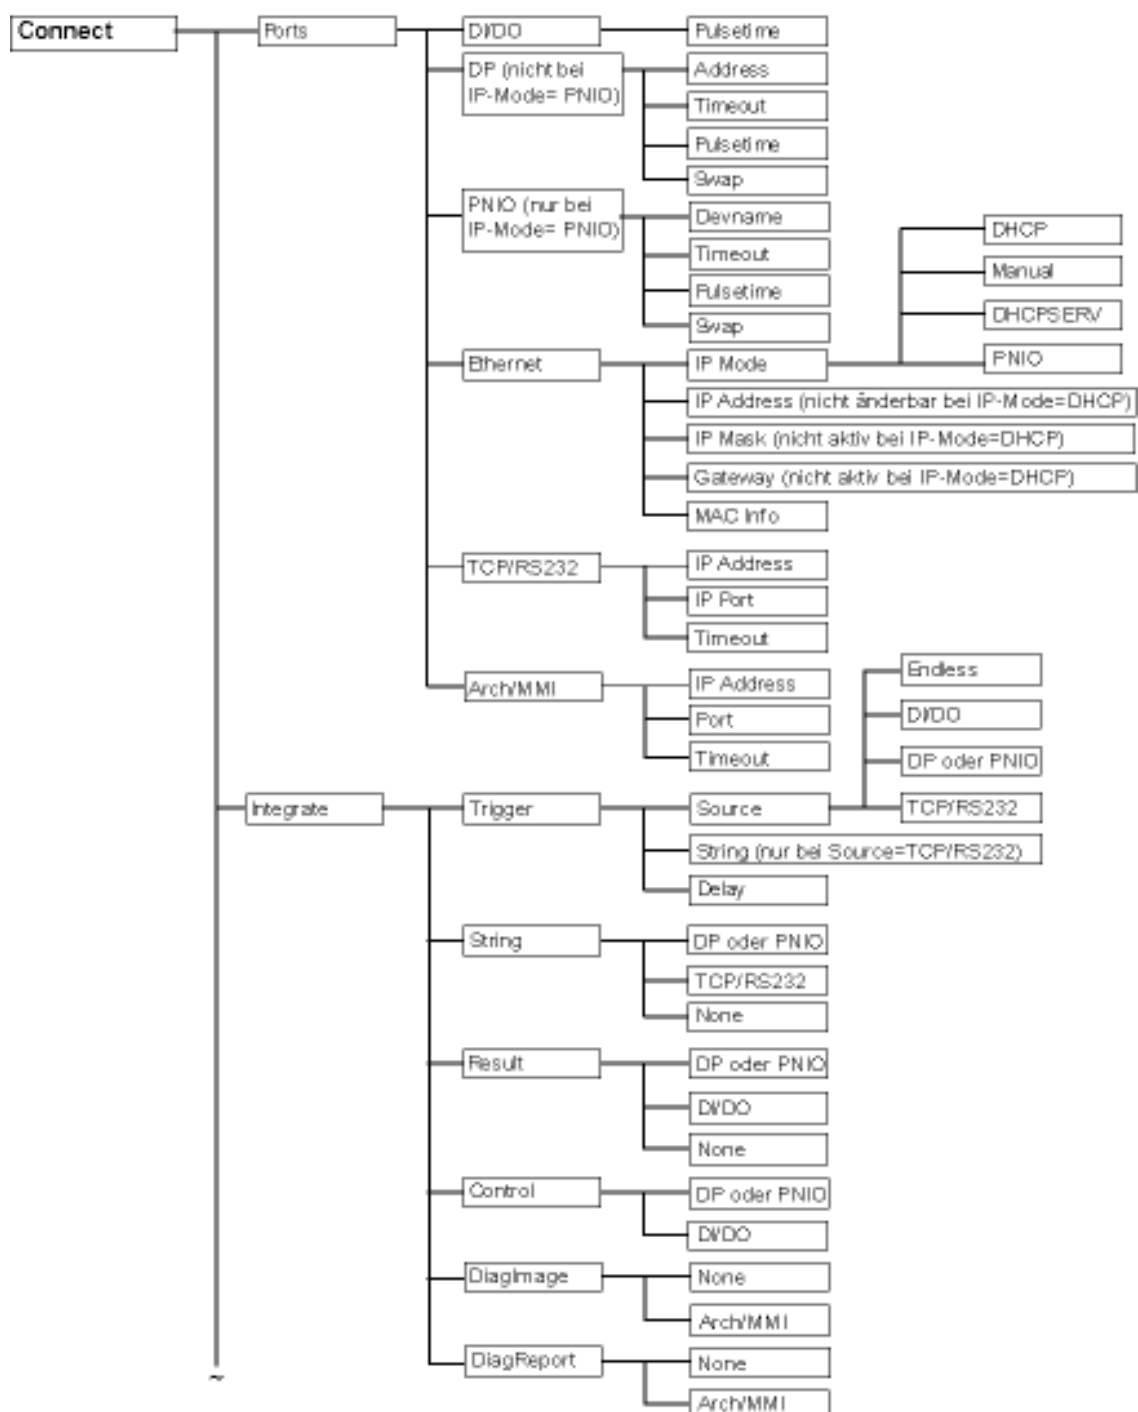 Connect
Ports
DI/DO
Pulsetime
DP (nicht bei
IP-Mode= PNIO)
Address
Timeout
Pulsetime
Swap
PNIO (nur bei
IP-Mode= PNIO)
Devname
Timeout
Pulsetime
Swap
Ethernet
IP Mode
DHCP
Manual
DHCPSERV
PNIO
IP Address (nicht änderbar bei IP-Mode=DHCP)
IP Mask (nicht aktiv bei IP-Mode=DHCP)
Gateway (nicht aktiv bei IP-Mode=DHCP)
MAC Info
TCP/RS232
IP Address
IP Port
Timeout
Arch/MMI
IP Address
Port
Timeout
Integrate
Trigger
Source
Endless
DI/DO
DP oder PNIO
TCP/RS232
String (nur bei Source=TCP/RS232)
Delay
String
DP oder PNIO
TCP/RS232
None
Result
DP oder PNIO
DI/DO
None
Control
DP oder PNIO
DI/DO
DiagImage
None
Arch/MMI
DiagReport
None
Arch/MMI
~